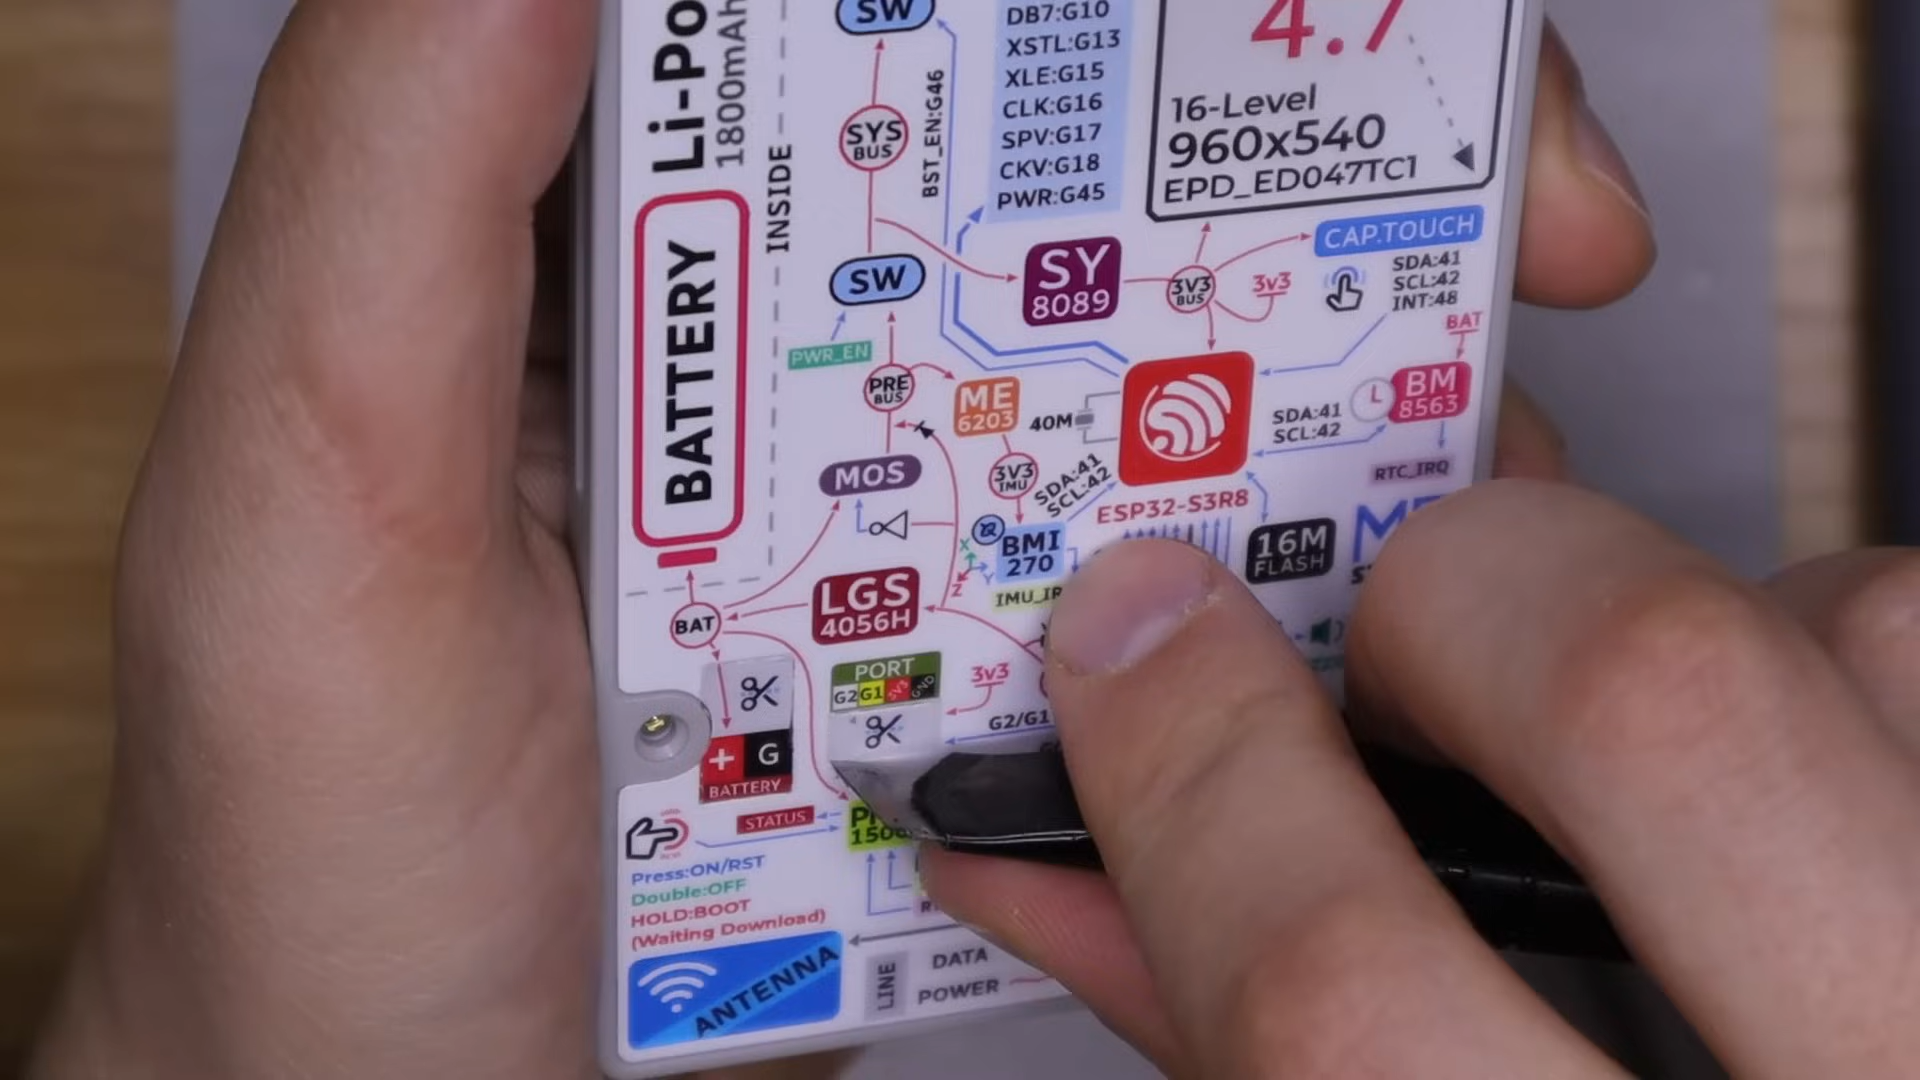 SW
DB7:G10
XSTL:G13
XLE:G15
CLK:G16
SPV:G17
CKV:G18
PWR:G45
4.7
16-Level
960x540
EPD_ED047TC1
Li-Po
1800mAh
INSIDE
SYS
BUS
BST_EN:G46
BATTERY
SW
SY
8089
3V3
BUS
3v3
CAP.TOUCH
SDA:41
SCL:42
INT:48
PWR_EN
PRE
BUS
ME
6203
40M
BAT
BM
8563
SDA:41
SCL:42
RTC_IRQ
MOS
3V3
IMU
SDA:41
SCL:42
ESP32-S3R8
BMI
270
X
Y
Z
16M
FLASH
LGS
4056H
BAT
PORT
G2 G1 5V3 GND
3v3
G2/G1
+ G
BATTERY
STATUS
Press:ON/RST
Double:OFF
HOLD:BOOT
(Waiting Download)
ANTENNA
LINE
DATA
POWER